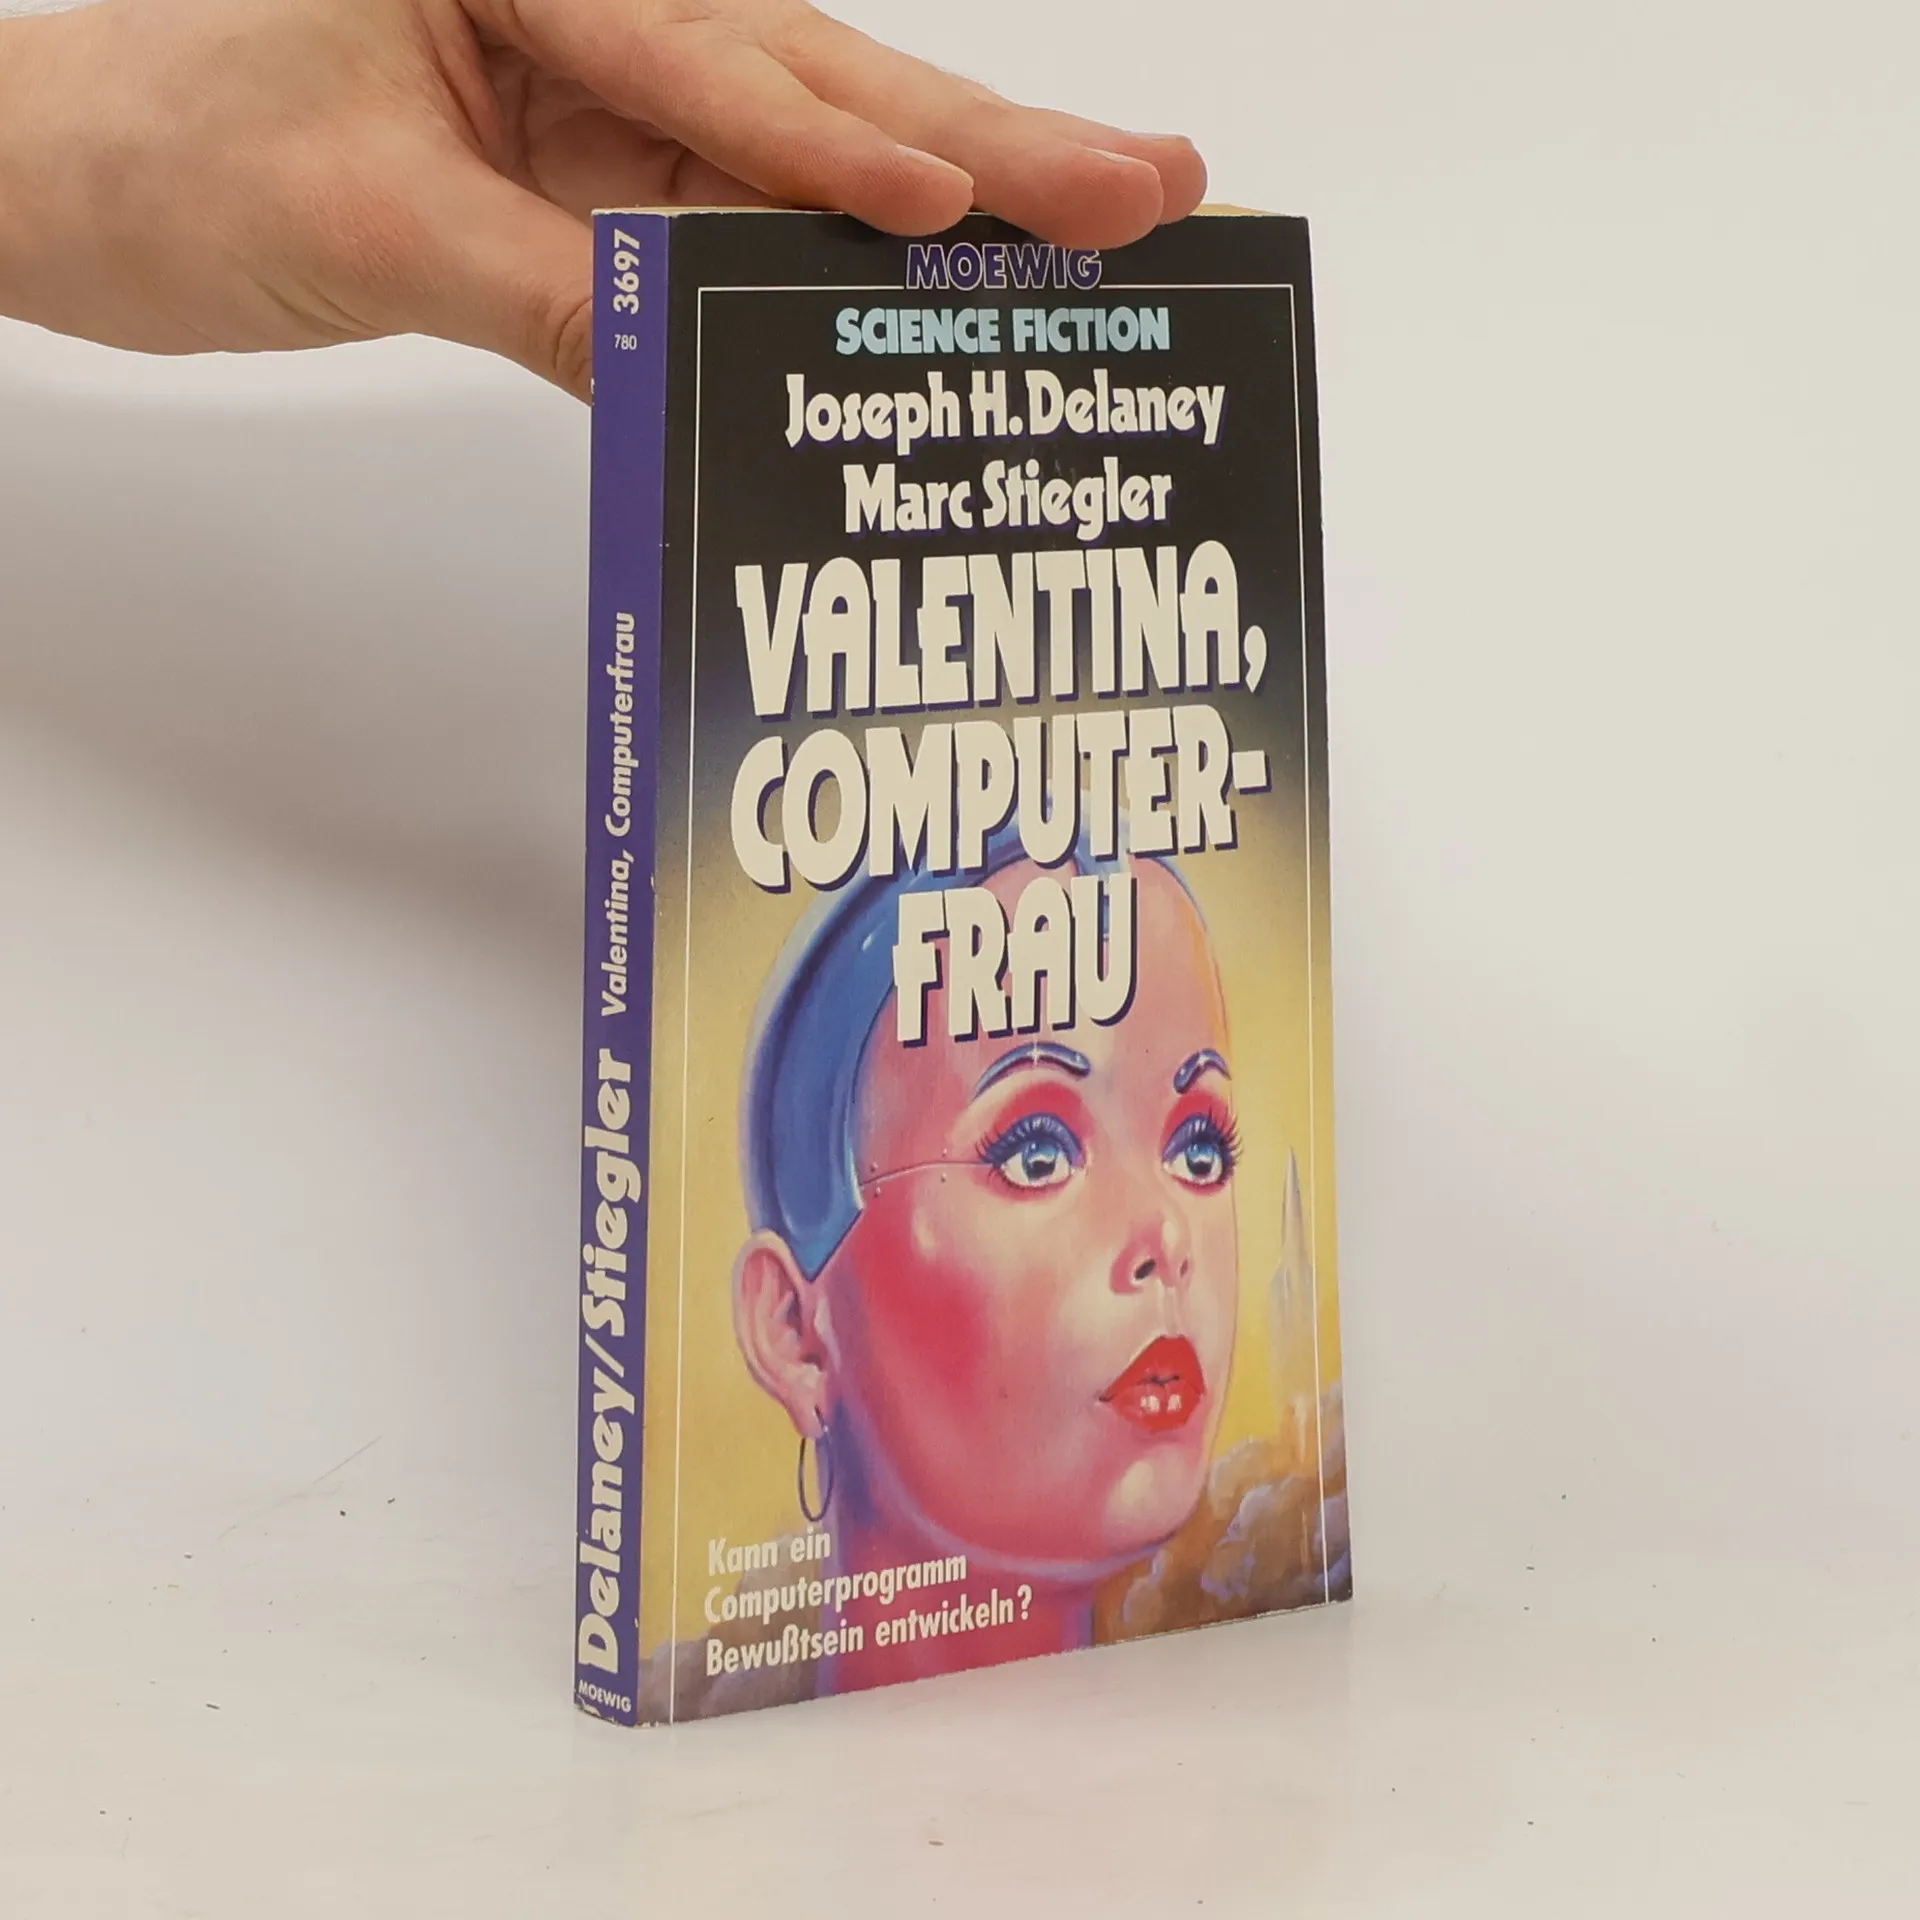 MOEWIG
SCIENCE FICTION
Joseph H. Delaney
Marc Stiegler
VALENTINA,
COMPUTER-
FRAU
Kann ein
Computerprogramm
Bewußtsein entwickeln?
3697
780
Valentina, Computerfrau
Delaney/Stiegler
MOEWIG